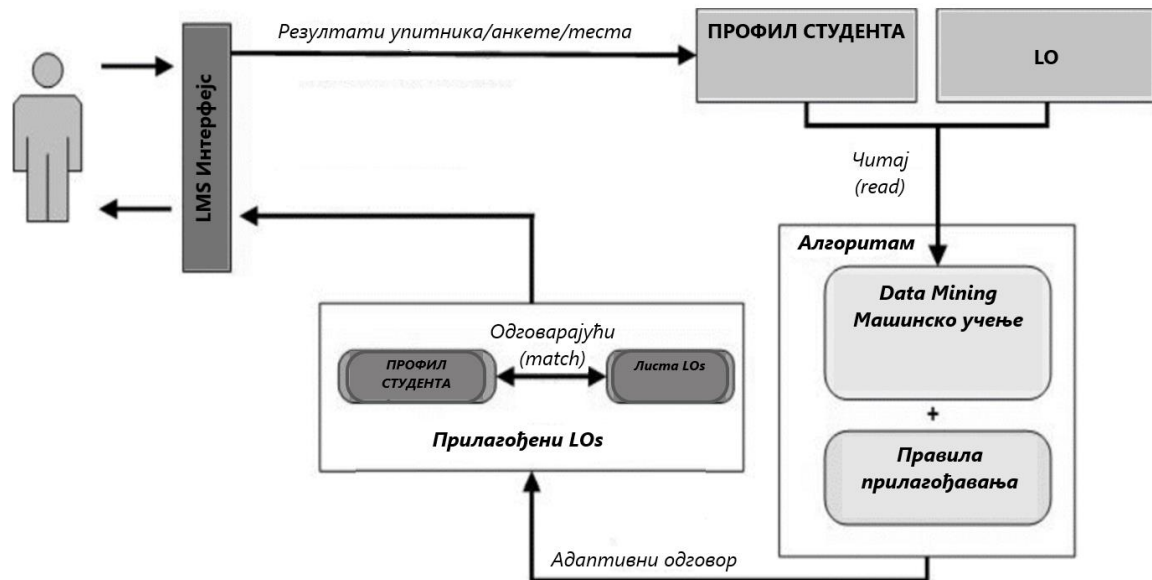 Резултати упитника/анкете/теста
ПРОФИЛ СТУДЕНТА
LO
LMS Интерфејс
Читај
(read)
Алгоритам
Data Mining
Машинско учење
+
Правила
прилагођавања
Одговарајући
(match)
ПРОФИЛ
СТУДЕНТА
Листа LOs
Прилагођени LOs
Адаптивни одговор